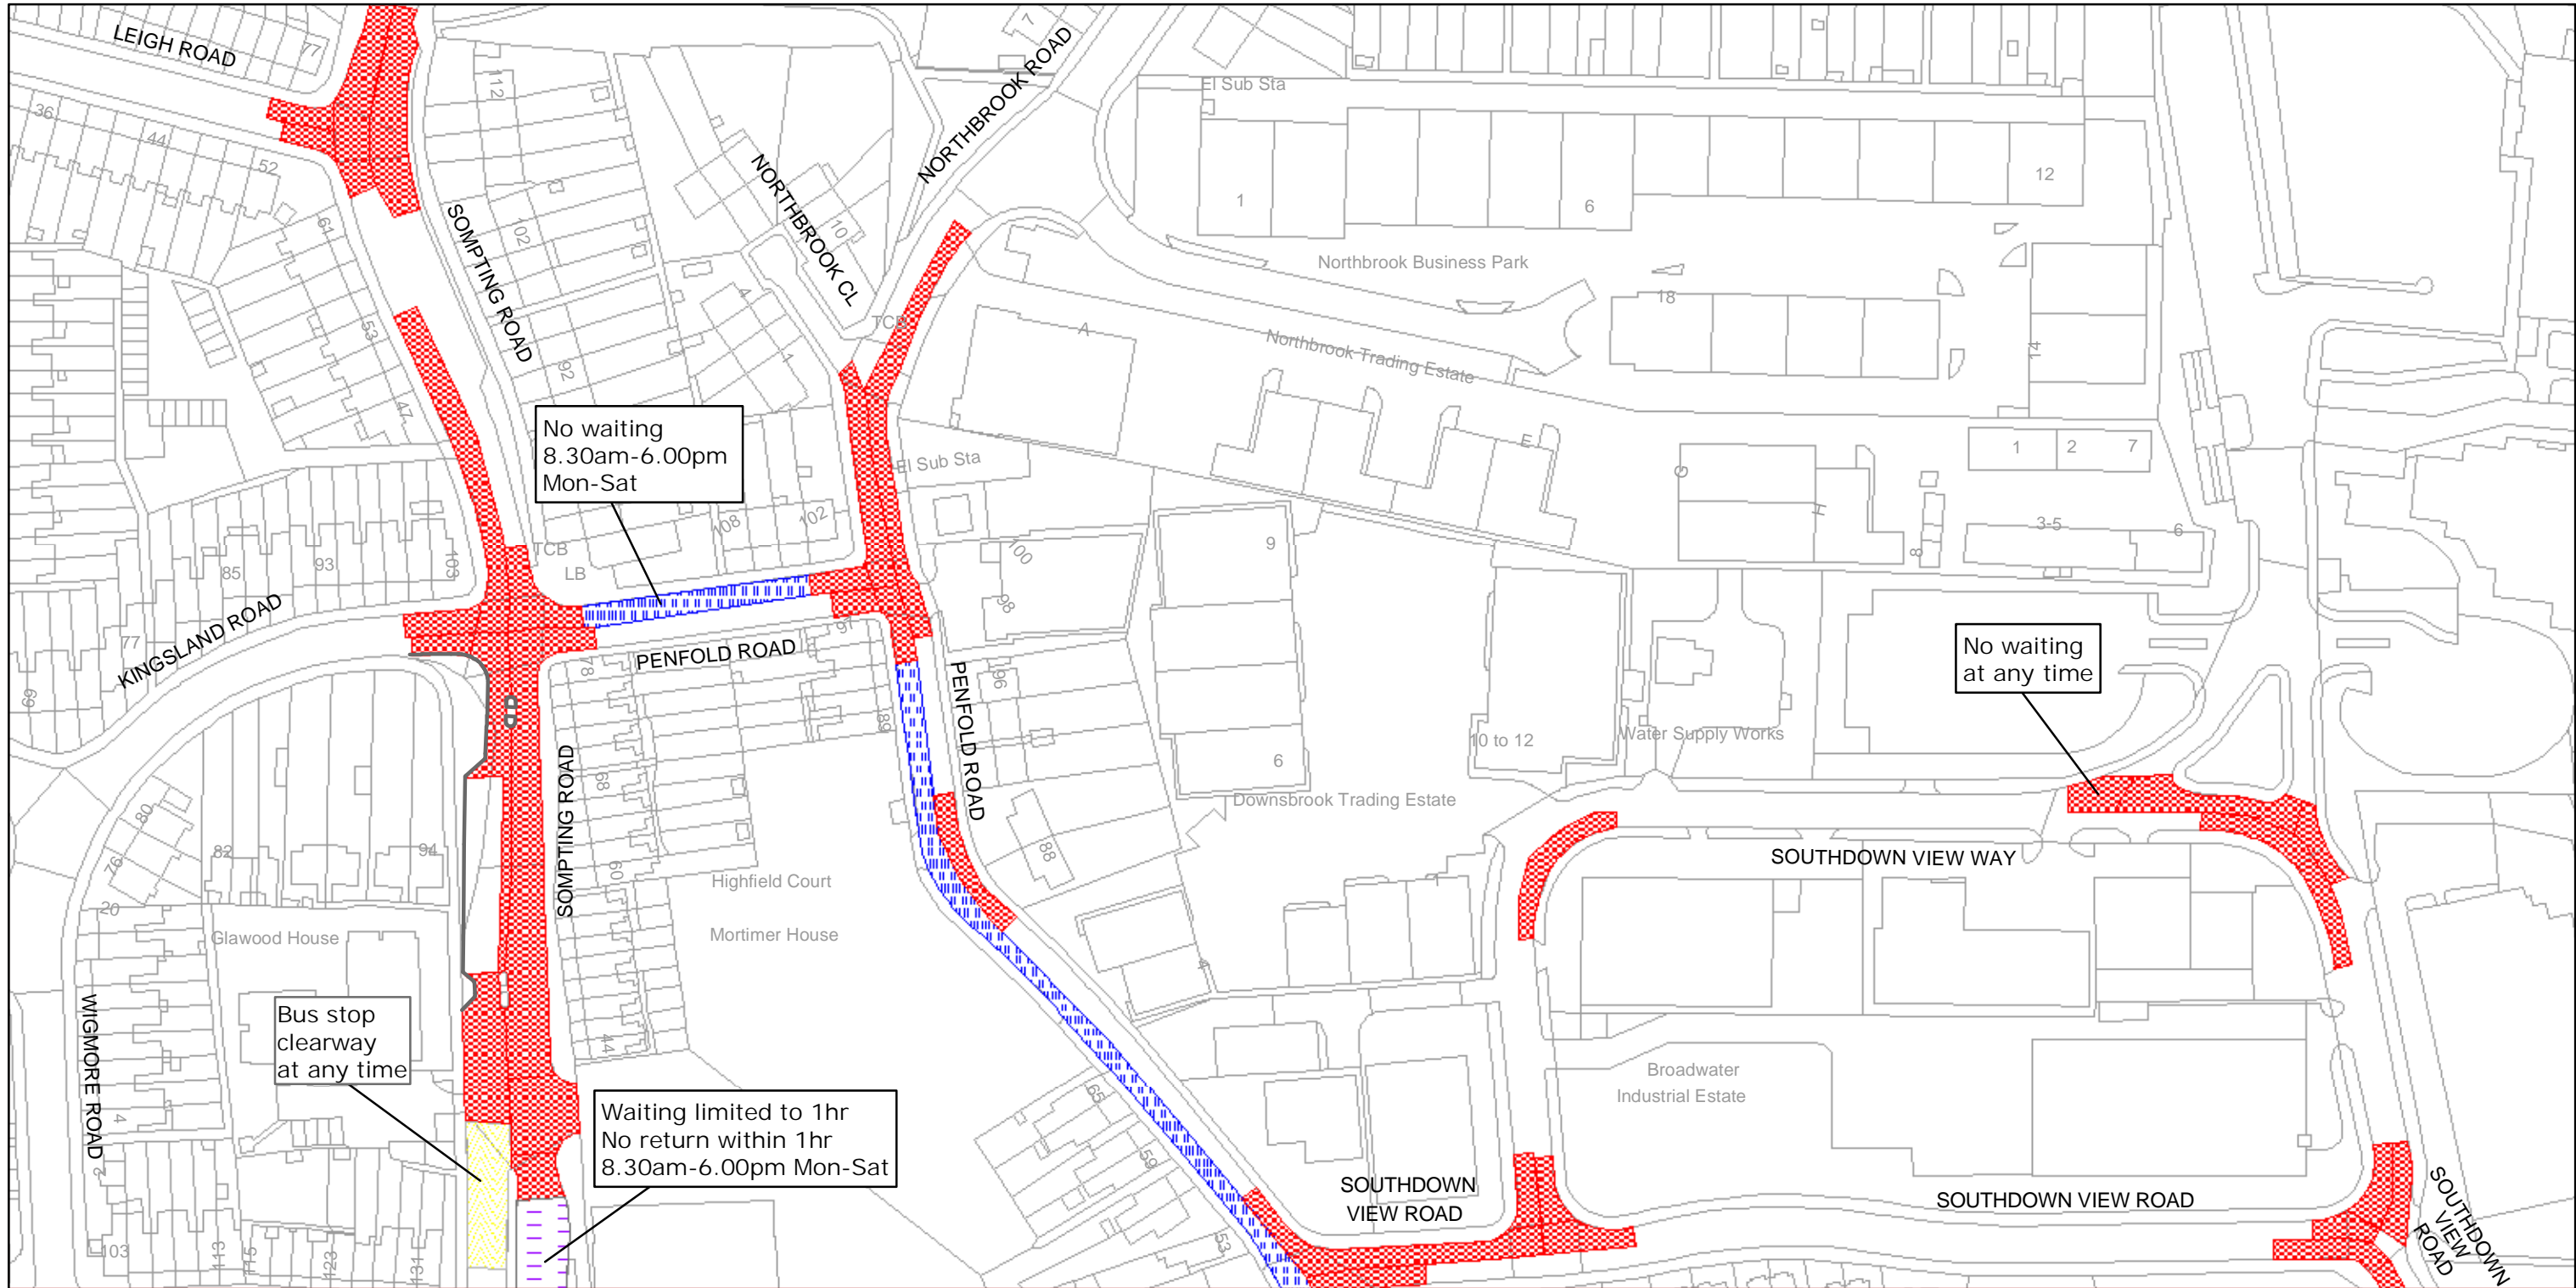 LEIGH ROAD
77
36
44
52
61
53
47
112
102
92
SOMPTING ROAD
NORTHBROOK CL
10
4
1
NORTHBROOK ROAD
7
TCB
El Sub Sta
1
6
12
Northbrook Business Park
18
14
Northbrook Trading Estate
A
E
G
H
8
1
2
7
3-5
6
No waiting
8.30am-6.00pm
Mon-Sat
El Sub Sta
108
102
TCB
LB
100
98
96
9
6
85
93
103
77
69
KINGSLAND ROAD
PENFOLD ROAD
97
89
78
68
60
44
PENFOLD ROAD
88
10 to 12
Water Supply Works
No waiting
at any time
Downsbrook Trading Estate
SOUTHDOWN VIEW WAY
80
76
82
94
20
SOMPTING ROAD
Highfield Court
Mortimer House
Glawood House
4
WIGMORE ROAD
Bus stop
clearway
at any time
4
2
Waiting limited to 1hr
No return within 1hr
8.30am-6.00pm Mon-Sat
65
59
53
Broadwater
Industrial Estate
SOUTHDOWN
VIEW ROAD
SOUTHDOWN VIEW ROAD
SOUTHDOWN
VIEW
ROAD
103
113
115
123
131